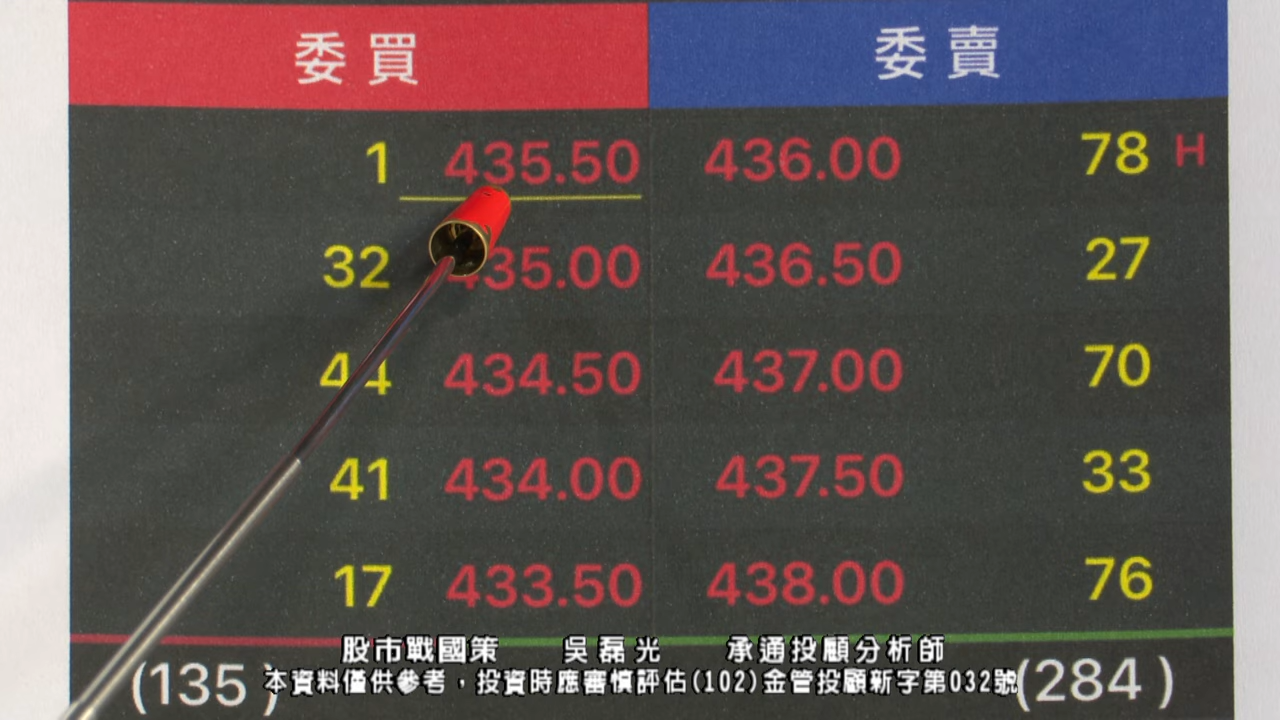 委買 委賣
1 435.50 436.00 78 H
32 35.00 436.50 27
44 434.50 437.00 70
41 434.00 437.50 33
17 433.50 438.00 76
股市戰國策 吳磊光 承通投顧分析師
(135) 本資料僅供參考，投資時應審慎評估(102)金管投顧新字第032號 (284)